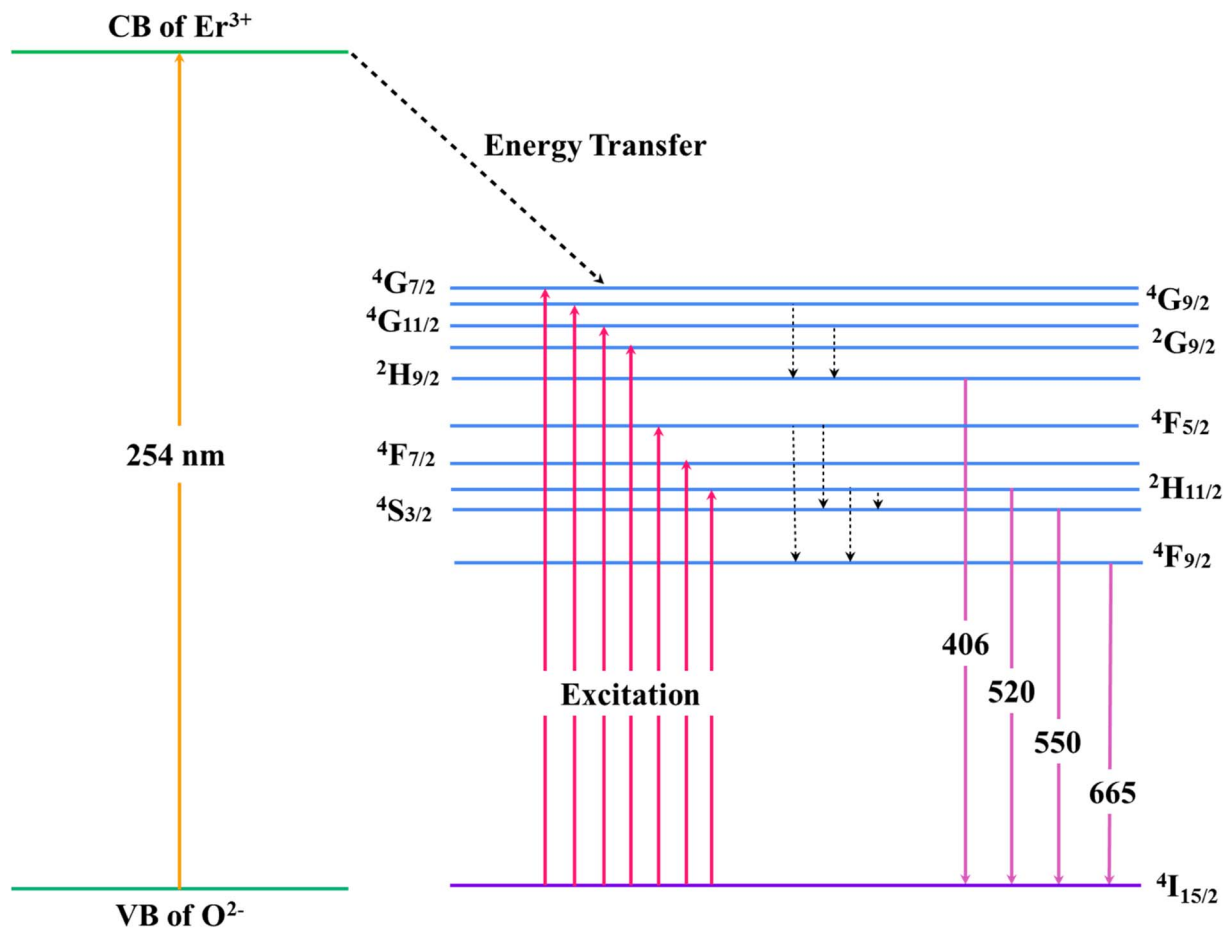 CB of Er³⁺
Energy Transfer
⁴G₇/₂
⁴G₉/₂
⁴G₁₁/₂
²G₉/₂
²H₉/₂
⁴F₅/₂
254 nm
⁴F₇/₂
²H₁₁/₂
⁴S₃/₂
⁴F₉/₂
406
520
Excitation
550
665
⁴I₁₅/₂
VB of O²⁻